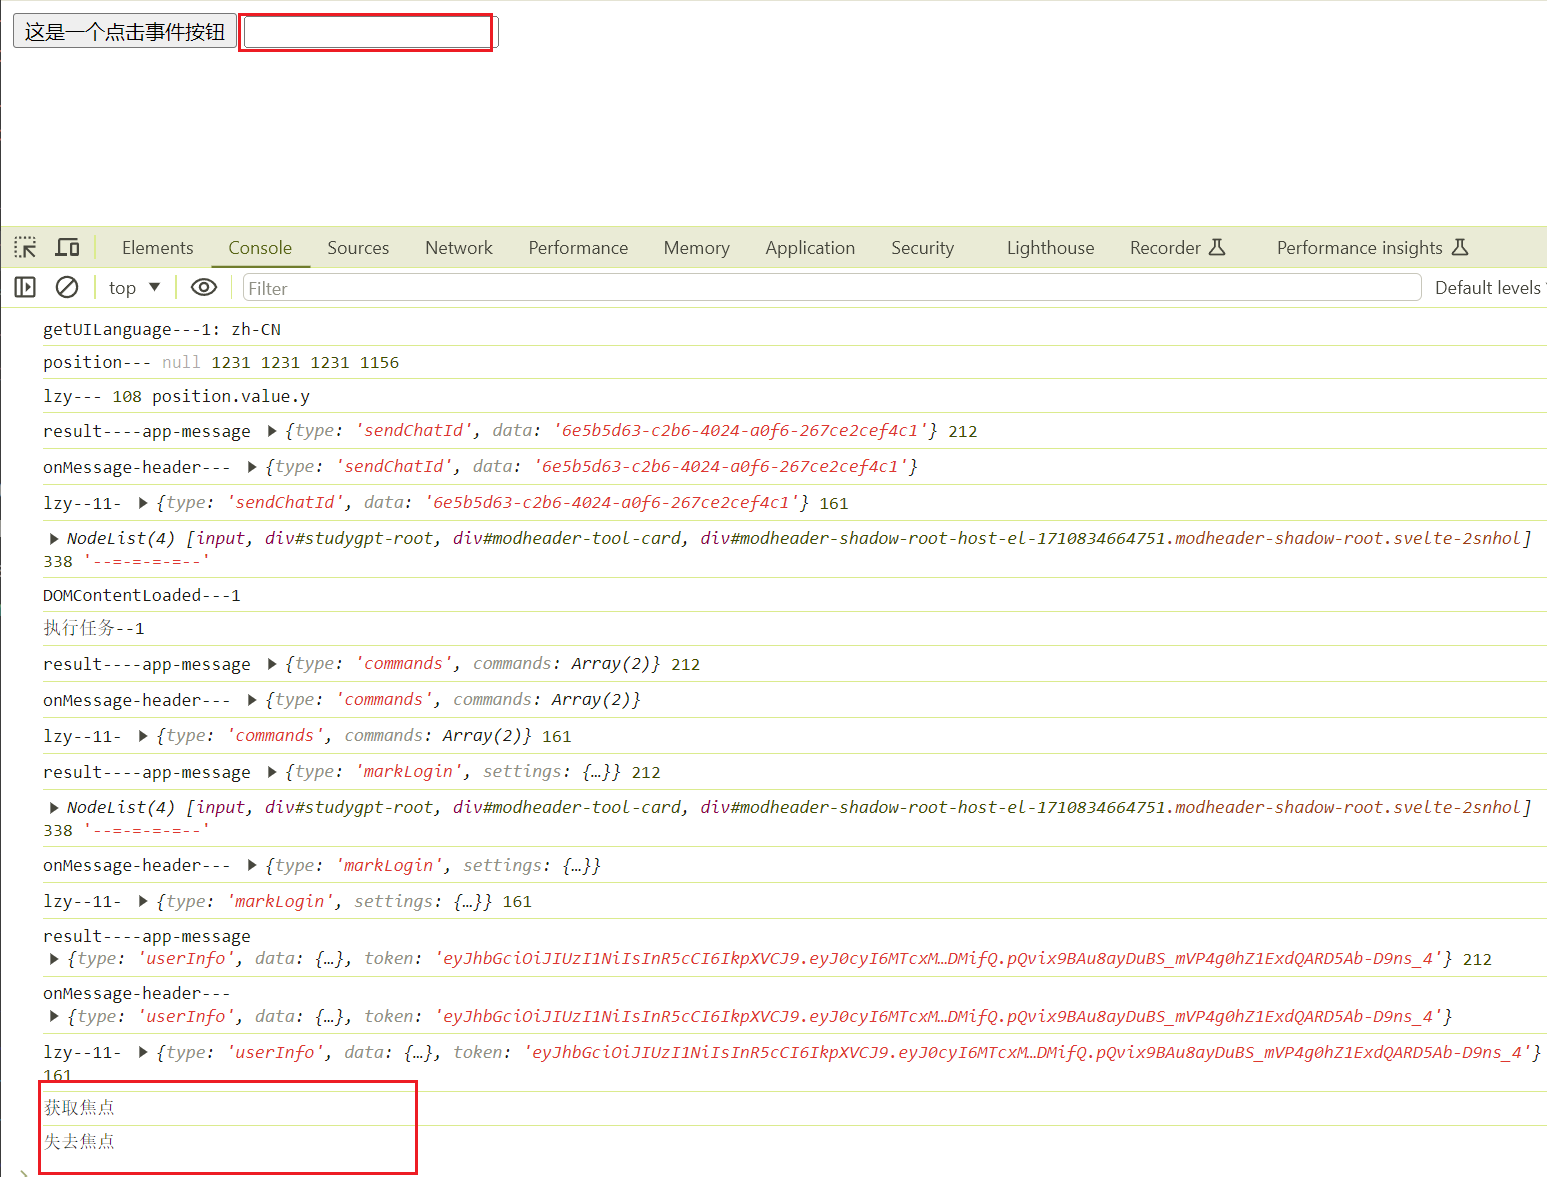 这是一个点击事件按钮
Elements Console Sources Network Performance Memory Application Security Lighthouse Recorder Performance insights
top ▼ Filter Default levels
getUILanguage---1: zh-CN
position--- null 1231 1231 1231 1156
lzy--- 108 position.value.y
result----app-message ▶ {type: 'sendChatId', data: '6e5b5d63-c2b6-4024-a0f6-267ce2cef4c1'} 212
onMessage-header--- ▶ {type: 'sendChatId', data: '6e5b5d63-c2b6-4024-a0f6-267ce2cef4c1'}
lzy--11- ▶ {type: 'sendChatId', data: '6e5b5d63-c2b6-4024-a0f6-267ce2cef4c1'} 161
▶ NodeList(4) [input, div#studygpt-root, div#modheader-tool-card, div#modheader-shadow-root-host-el-1710834664751.modheader-shadow-root.svelte-2snhol]
338 '--=-=-=-=--'
DOMContentLoaded---1
执行任务--1
result----app-message ▶ {type: 'commands', commands: Array(2)} 212
onMessage-header--- ▶ {type: 'commands', commands: Array(2)}
lzy--11- ▶ {type: 'commands', commands: Array(2)} 161
result----app-message ▶ {type: 'markLogin', settings: {…}} 212
▶ NodeList(4) [input, div#studygpt-root, div#modheader-tool-card, div#modheader-shadow-root-host-el-1710834664751.modheader-shadow-root.svelte-2snhol]
338 '--=-=-=-=--'
onMessage-header--- ▶ {type: 'markLogin', settings: {…}}
lzy--11- ▶ {type: 'markLogin', settings: {…}} 161
result----app-message
▶ {type: 'userInfo', data: {…}, token: 'eyJhbGciOiJIUzI1NiIsInR5cCI6IkpXVCJ9.eyJ0cyI6MTcxM…DMifQ.pQvix9BAu8ayDuBS_mVP4g0hZ1ExdQARD5Ab-D9ns_4'} 212
onMessage-header---
▶ {type: 'userInfo', data: {…}, token: 'eyJhbGciOiJIUzI1NiIsInR5cCI6IkpXVCJ9.eyJ0cyI6MTcxM…DMifQ.pQvix9BAu8ayDuBS_mVP4g0hZ1ExdQARD5Ab-D9ns_4'}
lzy--11- ▶ {type: 'userInfo', data: {…}, token: 'eyJhbGciOiJIUzI1NiIsInR5cCI6IkpXVCJ9.eyJ0cyI6MTcxM…DMifQ.pQvix9BAu8ayDuBS_mVP4g0hZ1ExdQARD5Ab-D9ns_4'}
161
获取焦点
失去焦点